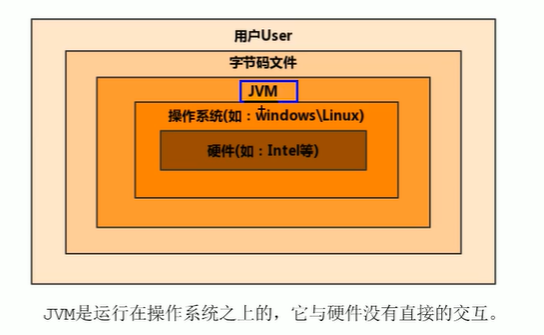 用户User
字节码文件
JVM
操作系统(如：windows\Linux)
硬件(如：Intel等)
JVM是运行在操作系统之上的，它与硬件没有直接的交互。